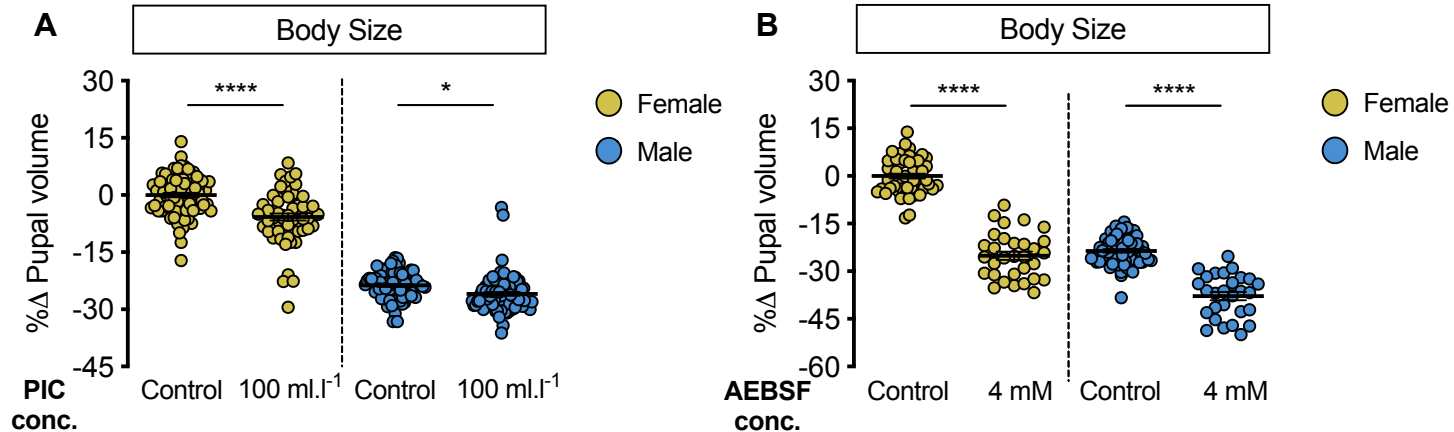 A
Body Size
%Δ Pupal volume
30
15
0
-15
-30
-45
****
*
Female
Male
PIC conc.
Control
100 ml.l⁻¹
Control
100 ml.l⁻¹
B
Body Size
%Δ Pupal volume
30
15
0
-15
-30
-45
-60
****
****
Female
Male
AEBSF conc.
Control
4 mM
Control
4 mM